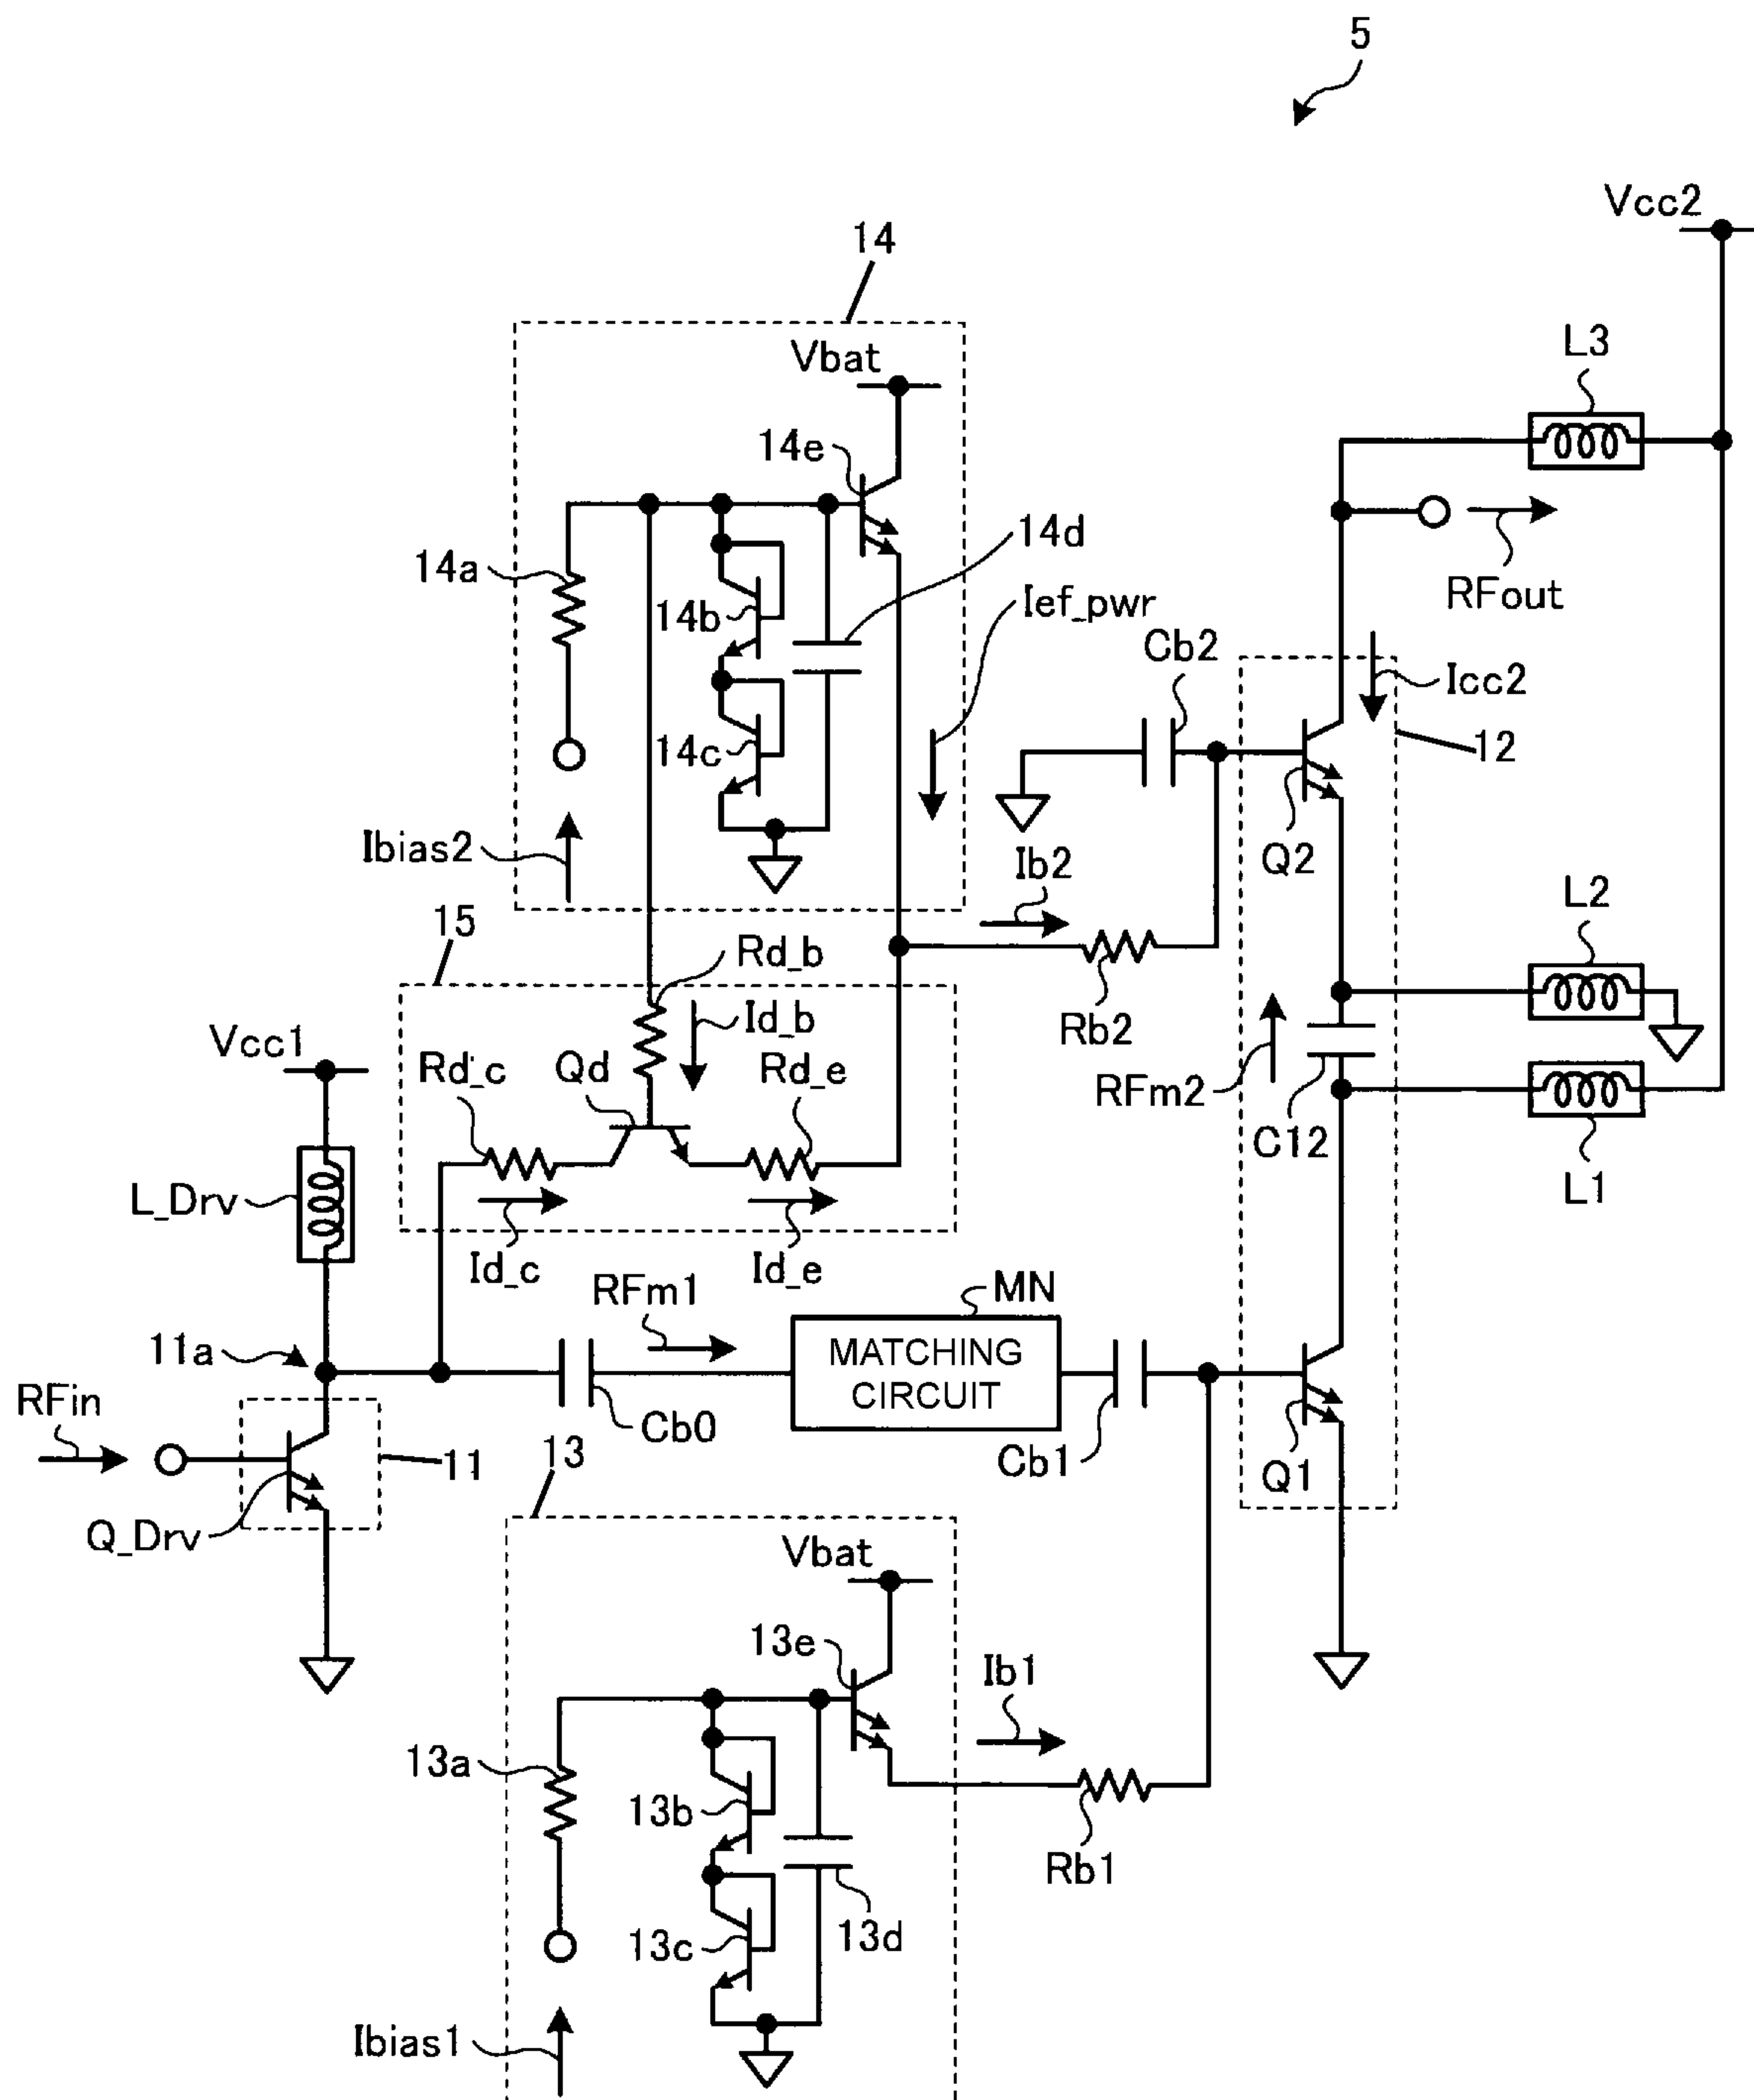 5
Vcc2
14
Vbat
L3
14e
14d
14a
RFout
14b
Ief_pwr
Cb2
Icc2
14c
12
Ibias2
Q2
Ib2
L2
15
Rd_b
Id_b
Rb2
Vcc1
Rd_c
Qd
Rd_e
RFm2
C12
L_Drv
L1
Id_c
Id_e
RFm1
MN
11a
MATCHING
CIRCUIT
RFin
Cb0
13
11
Cb1
Q1
Q_Drv
Vbat
13e
Ib1
13a
13b
Rb1
13c
13d
Ibias1